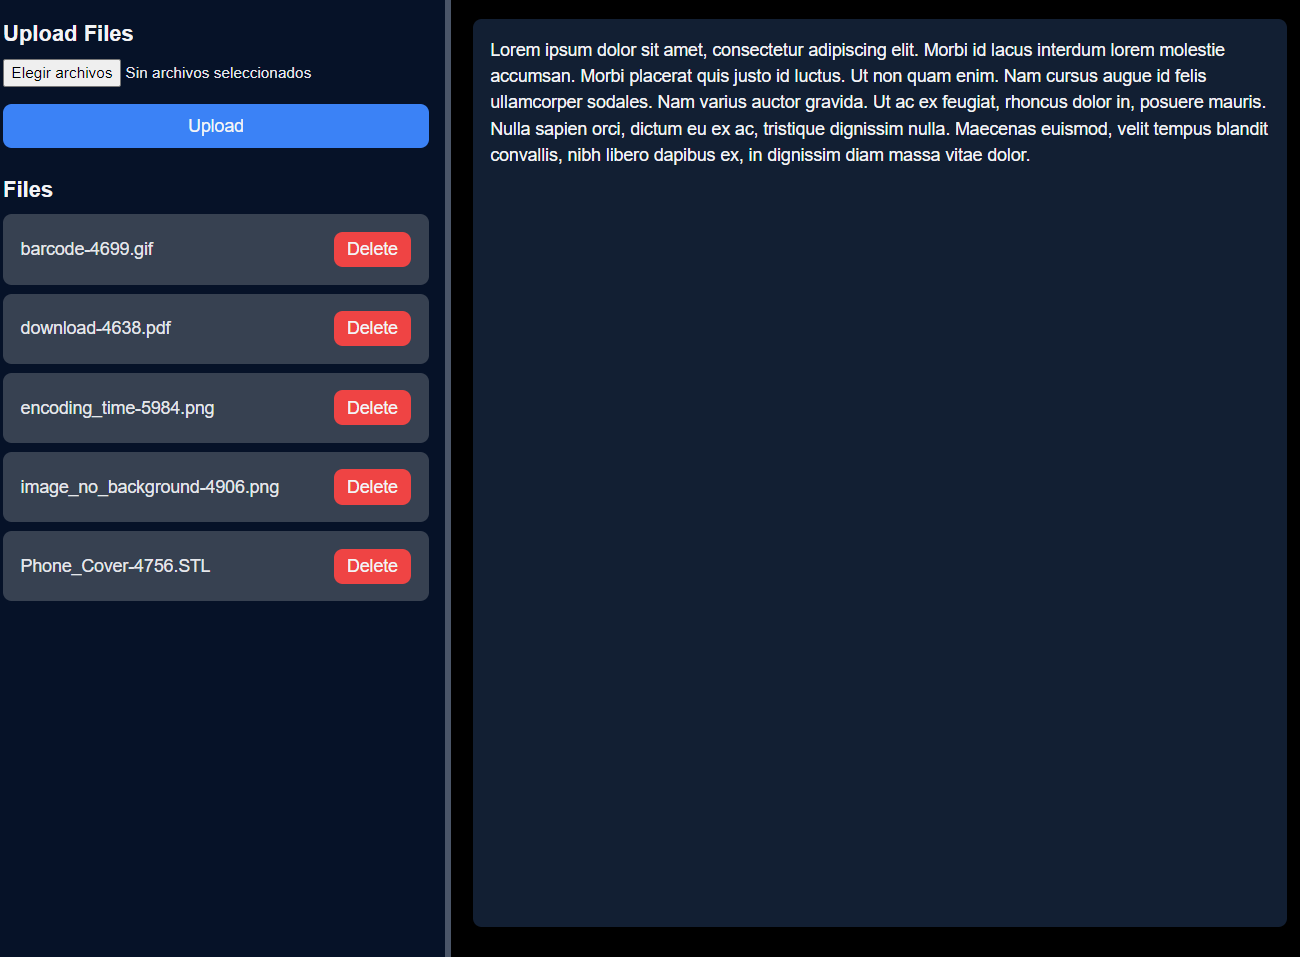 Upload Files
Elegir archivos Sin archivos seleccionados
Upload
Files
barcode-4699.gif Delete
download-4638.pdf Delete
encoding_time-5984.png Delete
image_no_background-4906.png Delete
Phone_Cover-4756.STL Delete
Lorem ipsum dolor sit amet, consectetur adipiscing elit. Morbi id lacus interdum lorem molestie
accumsan. Morbi placerat quis justo id luctus. Ut non quam enim. Nam cursus augue id felis
ullamcorper sodales. Nam varius auctor gravida. Ut ac ex feugiat, rhoncus dolor in, posuere mauris.
Nulla sapien orci, dictum eu ex ac, tristique dignissim nulla. Maecenas euismod, velit tempus blandit
convallis, nibh libero dapibus ex, in dignissim diam massa vitae dolor.